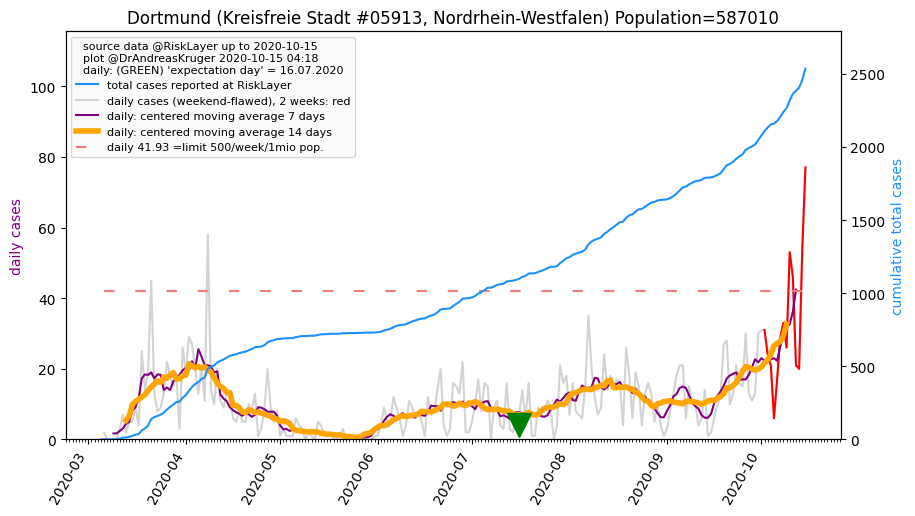 Dortmund (Kreisfreie Stadt #05913, Nordrhein-Westfalen) Population=587010
source data @RiskLayer up to 2020-10-15
plot @DrAndreasKruger 2020-10-15 04:18
daily: (GREEN) 'expectation day' = 16.07.2020
total cases reported at RiskLayer
daily cases (weekend-flawed), 2 weeks: red
daily: centered moving average 7 days
daily: centered moving average 14 days
daily 41.93 =limit 500/week/1mio pop.
daily cases
100
80
60
40
20
0
cumulative total cases
2500
2000
1500
1000
500
0
2020-03
2020-04
2020-05
2020-06
2020-07
2020-08
2020-09
2020-10